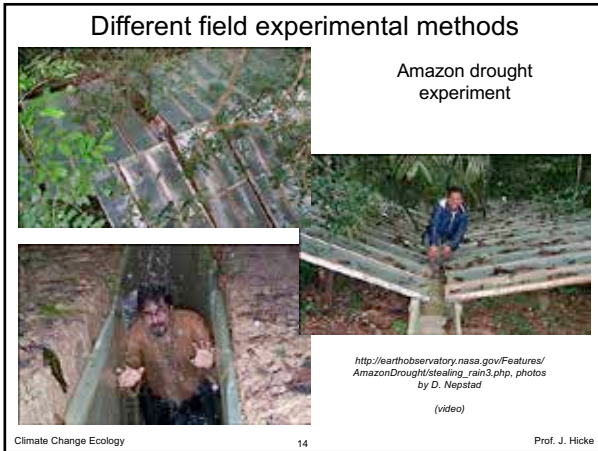 Different field experimental methods
Amazon drought
experiment
http://earthobservatory.nasa.gov/Features/
AmazonDrought/stealing_rain3.php, photos
by D. Nepstad
(video)
Climate Change Ecology
14
Prof. J. Hicke